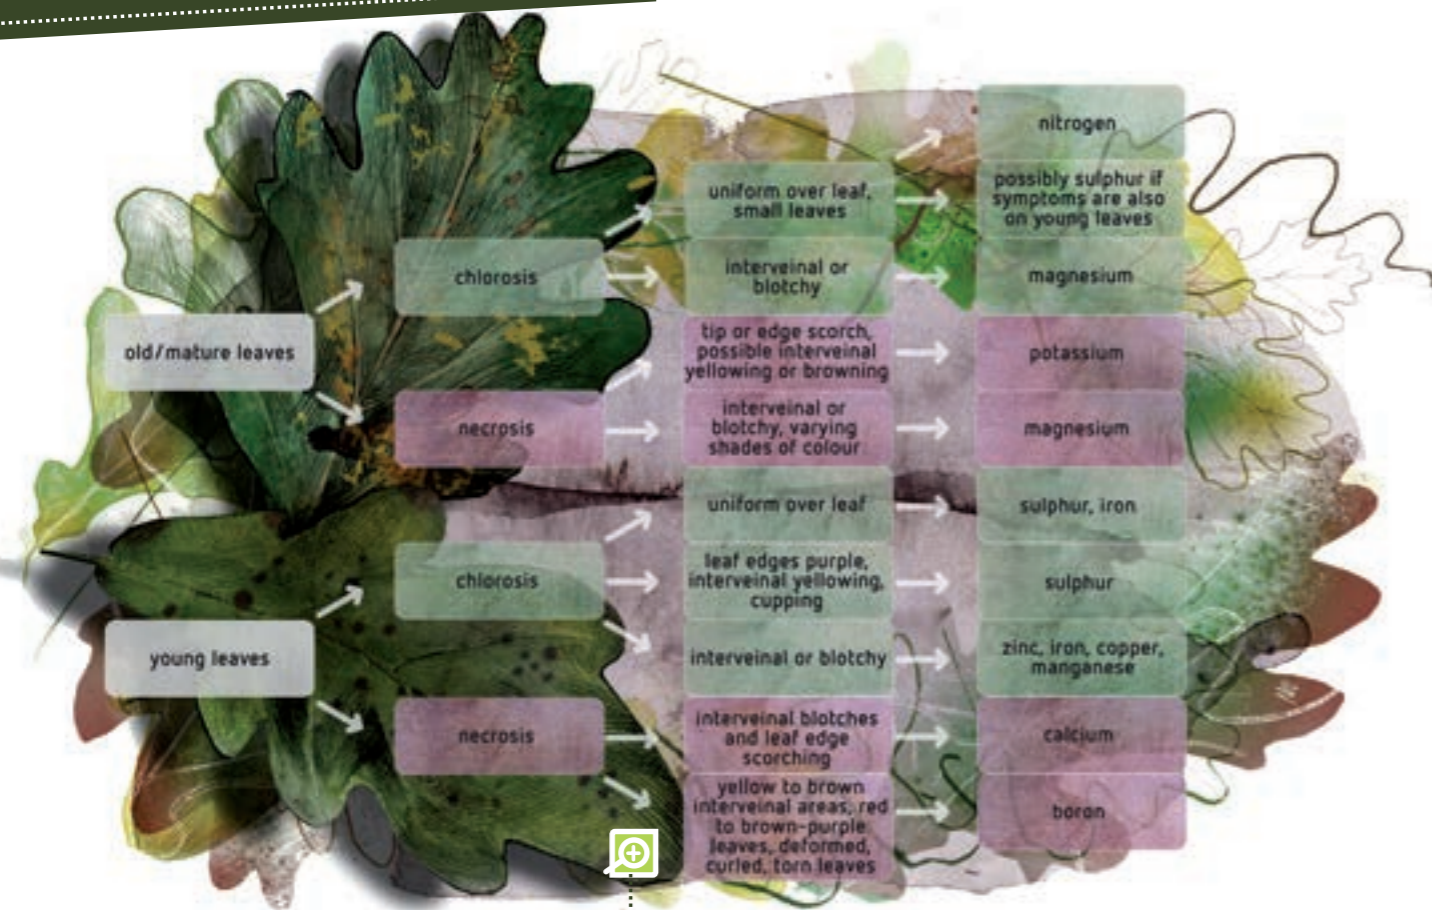 nitrogen
uniform over leaf,
small leaves
possibly sulphur if
symptoms are also
on young leaves
chlorosis
interveinal or
blotchy
magnesium
old/mature leaves
tip or edge scorch,
possible interveinal
yellowing or browning
potassium
necrosis
interveinal or
blotchy, varying
shades of colour
magnesium
uniform over leaf
sulphur, iron
chlorosis
leaf edges purple,
interveinal yellowing,
cupping
sulphur
young leaves
interveinal or blotchy
zinc, iron, copper,
manganese
necrosis
interveinal blotches
and leaf edge
scorching
calcium
yellow to brown
interveinal areas, red
to brown-purple
leaves, deformed,
curled, torn leaves
boron